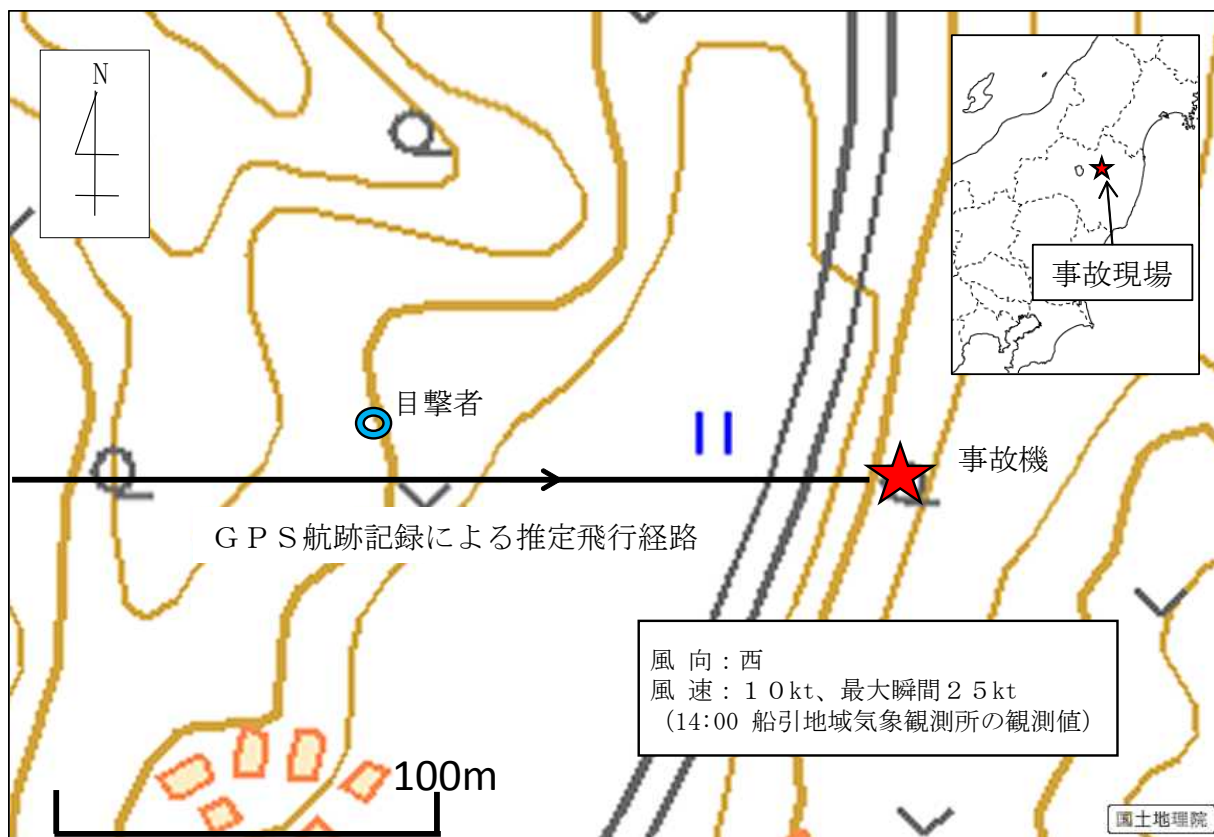 N
事故現場
目撃者
事故機
ＧＰＳ航跡記録による推定飛行経路
風 向：西
風 速：１０kt、最大瞬間２５kt
（14:00 船引地域気象観測所の観測値）
100m
国土地理院